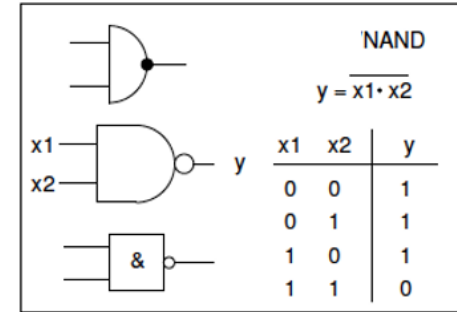 'NAND
y = x1• x2
x1
x2
y
&
x1 x2 y
0 0 1
0 1 1
1 0 1
1 1 0